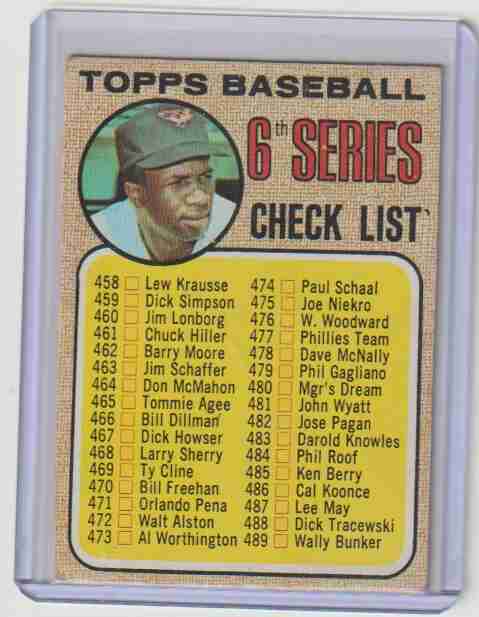 TOPPS BASEBALL
6th SERIES
CHECK LIST
458 Lew Krausse
459 Dick Simpson
460 Jim Lonborg
461 Chuck Hiller
462 Barry Moore
463 Jim Schaffer
464 Don McMahon
465 Tommie Agee
466 Bill Dillman
467 Dick Howser
468 Larry Sherry
469 Ty Cline
470 Bill Freehan
471 Orlando Pena
472 Walt Alston
473 Al Worthington
474 Paul Schaal
475 Joe Niekro
476 W. Woodward
477 Phillies Team
478 Dave McNally
479 Phil Gagliano
480 Mgr's Dream
481 John Wyatt
482 Jose Pagan
483 Darold Knowles
484 Phil Roof
485 Ken Berry
486 Cal Koonce
487 Lee May
488 Dick Tracewski
489 Wally Bunker